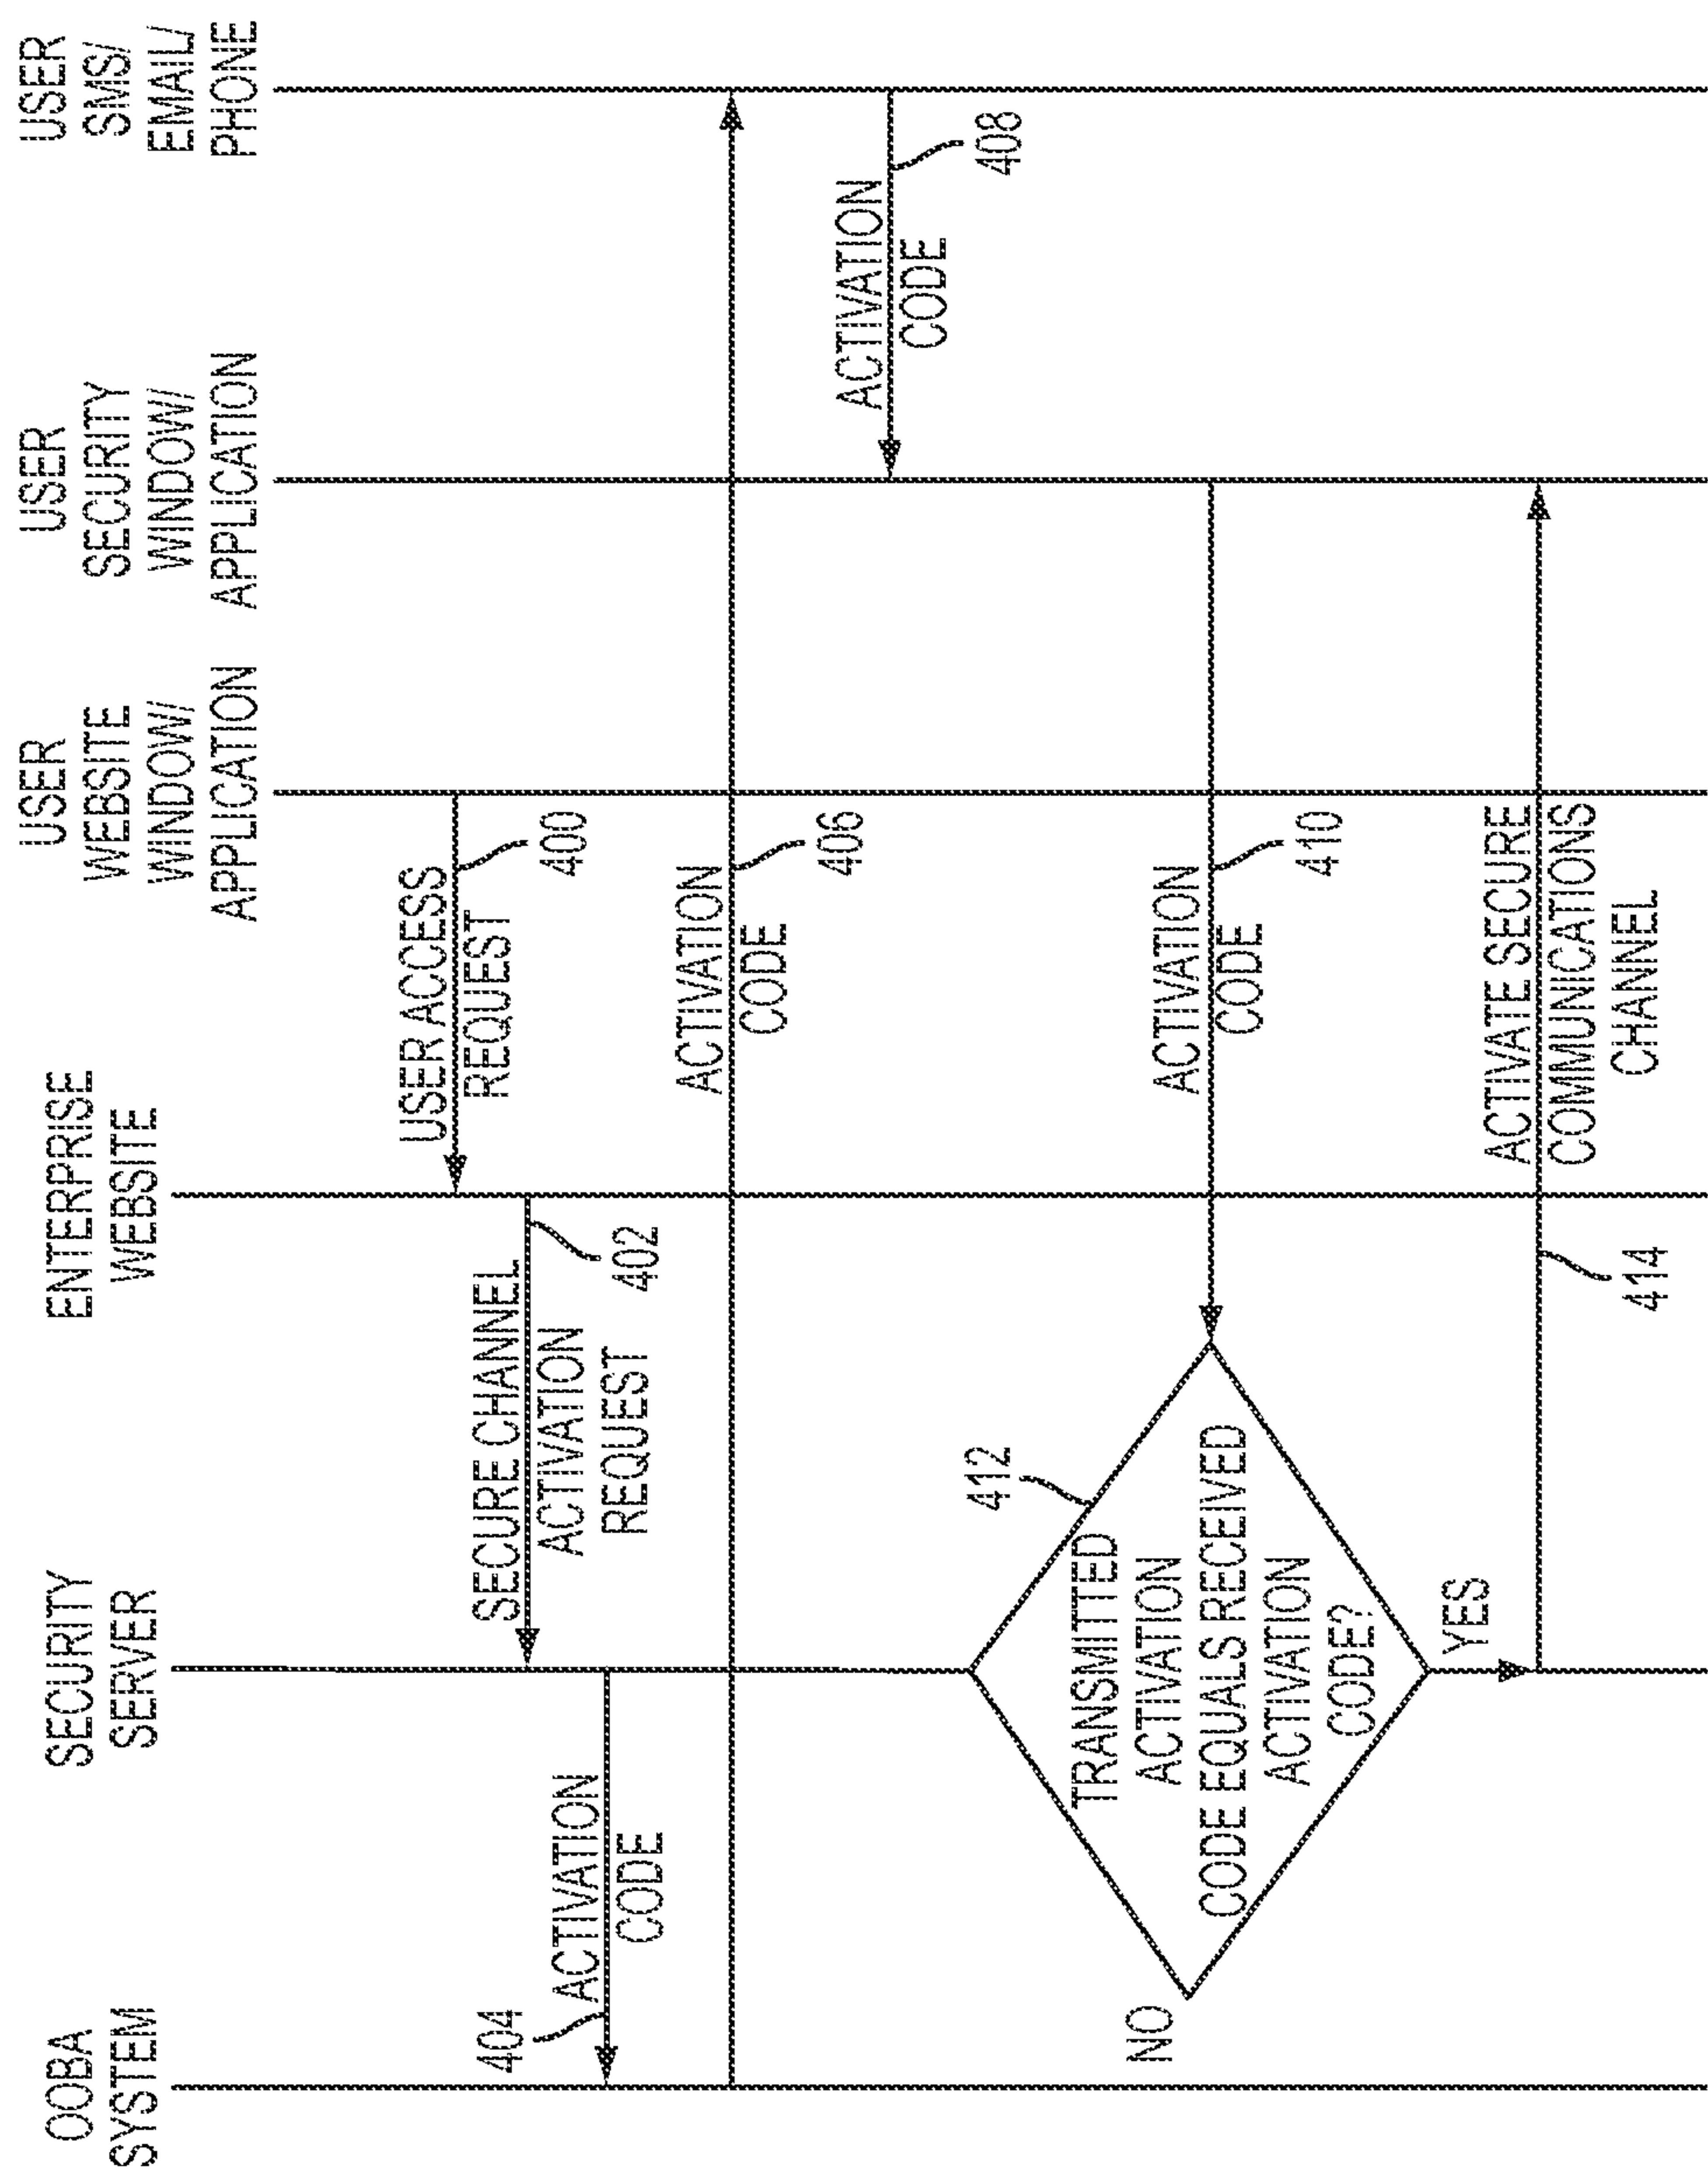 OOBA
SYSTEM
SECURITY
SERVER
ENTERPRISE
WEBSITE
USER
WEBSITE
WINDOW/
APPLICATION
USER
SECURITY
WINDOW/
APPLICATION
USER
SMS/
EMAIL/
PHONE
USER ACCESS
REQUEST
400
SECURE CHANNEL
ACTIVATION
REQUEST
402
404
ACTIVATION
CODE
ACTIVATION
CODE
406
ACTIVATION
CODE
408
ACTIVATION
CODE
410
412
TRANSMITTED
ACTIVATION
CODE EQUALS RECEIVED
ACTIVATION
CODE?
NO
YES
ACTIVATE SECURE
COMMUNICATIONS
CHANNEL
414